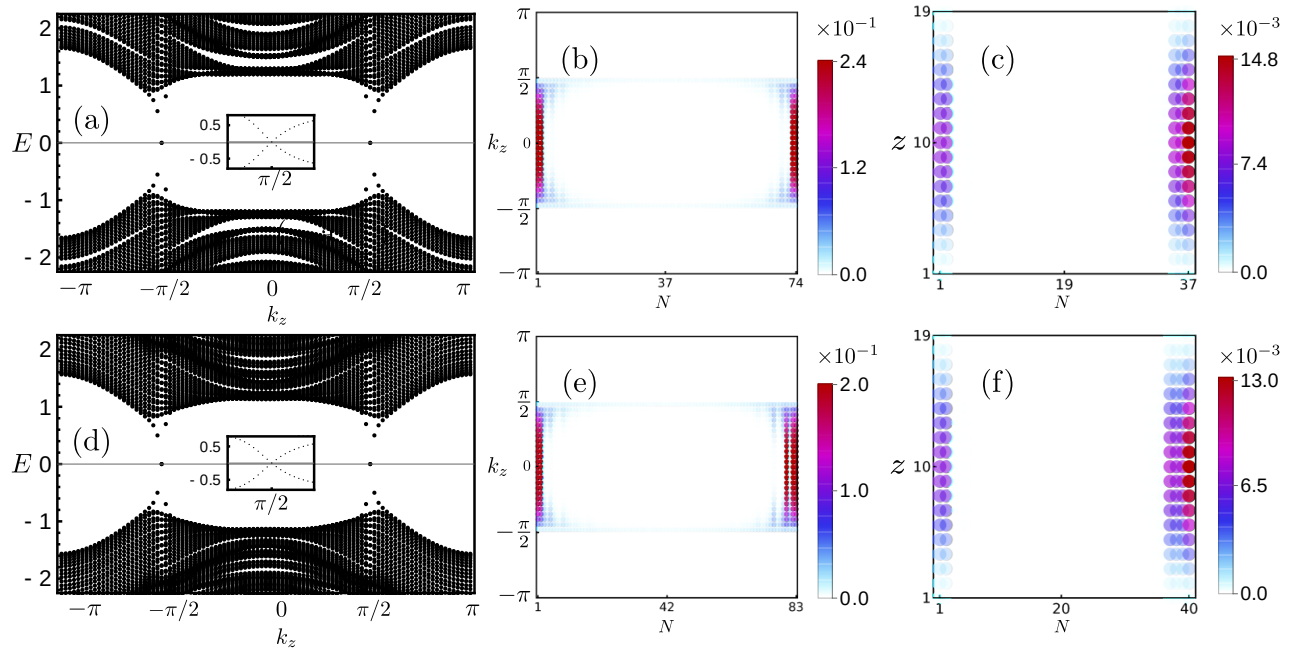 2
1
E 0
- 1
- 2
(a)
0.5
- 0.5
π/2
−π −π/2 0 π/2 π
k_z
π
π/2
k_z 0
−π/2
−π
1 37 74
N
(b)
×10⁻¹
2.4
1.2
0.0
19
z 10
1
1 19 37
N
(c)
×10⁻³
14.8
7.4
0.0
2
1
E 0
- 1
- 2
(d)
0.5
- 0.5
π/2
−π −π/2 0 π/2 π
k_z
π
π/2
k_z 0
−π/2
−π
1 42 83
N
(e)
×10⁻¹
2.0
1.0
0.0
19
z 10
1
1 20 40
N
(f)
×10⁻³
13.0
6.5
0.0